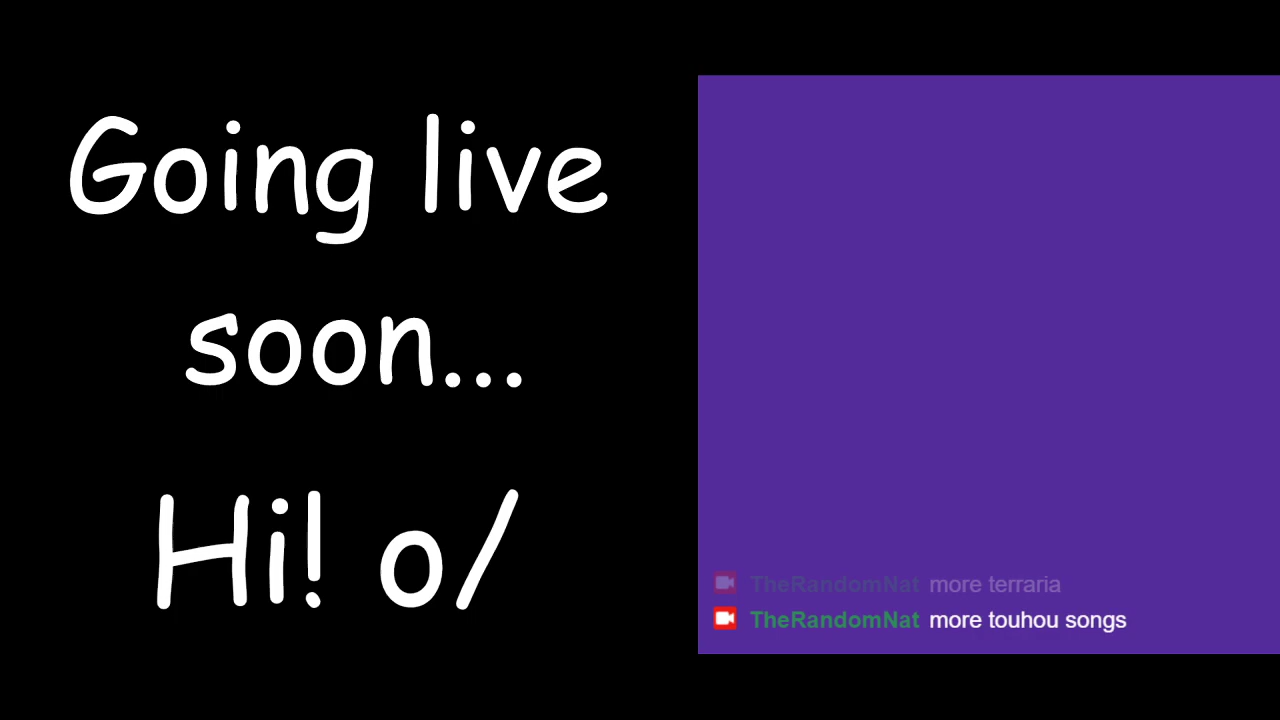 Going live
soon...
Hi! o/
TheRandomNat more terraria
TheRandomNat more touhou songs